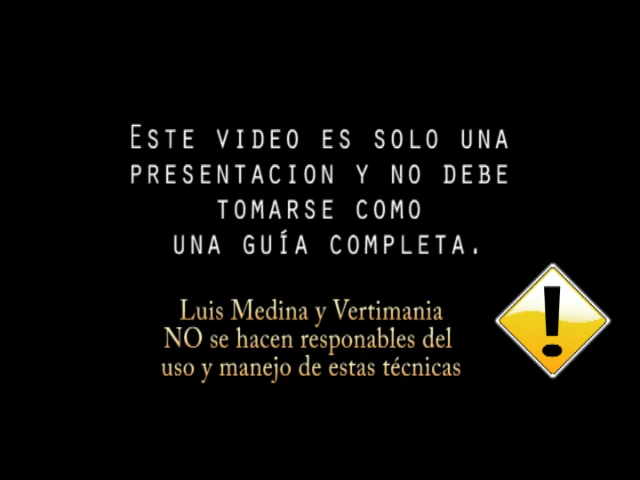 ESTE VIDEO ES SOLO UNA
PRESENTACION Y NO DEBE
TOMARSE COMO
UNA GUÍA COMPLETA.
Luis Medina y Vertimania
NO se hacen responables del
uso y manejo de estas técnicas